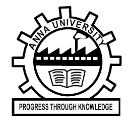 ANNA UNIVERSITY
PROGRESS THROUGH KNOWLEDGE